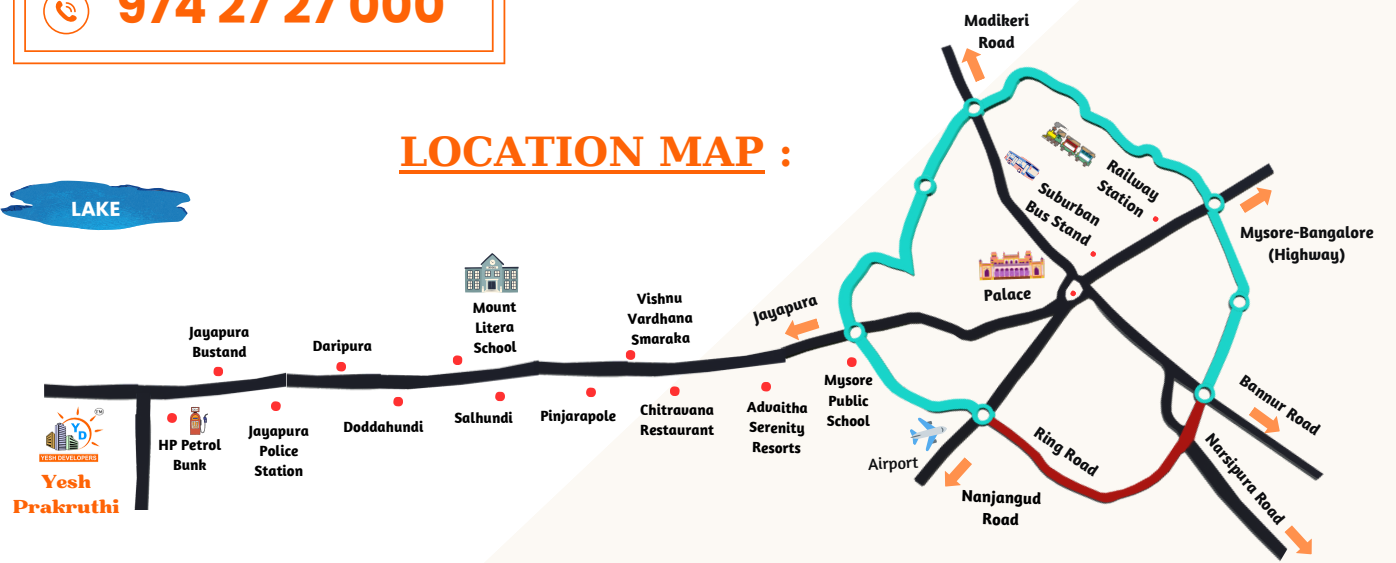 974 27 27 000
LOCATION MAP :
LAKE
Madikeri
Road
Railway
Station
Suburban
Bus Stand
Mysore-Bangalore
(Highway)
Palace
Jayapura
Mount
Litera
School
Vishnu
Vardhana
Smaraka
Jayapura
Bustand
Daripura
HP Petrol
Bunk
Jayapura
Police
Station
Doddahundi
Salhundi
Pinjarapole
Chitravana
Restaurant
Advaitha
Serenity
Resorts
Mysore
Public
School
Airport
Nanjangud
Road
Ring Road
Bannur Road
Narsipura Road
TM
YD
YESH DEVELOPERS
Yesh
Prakruthi